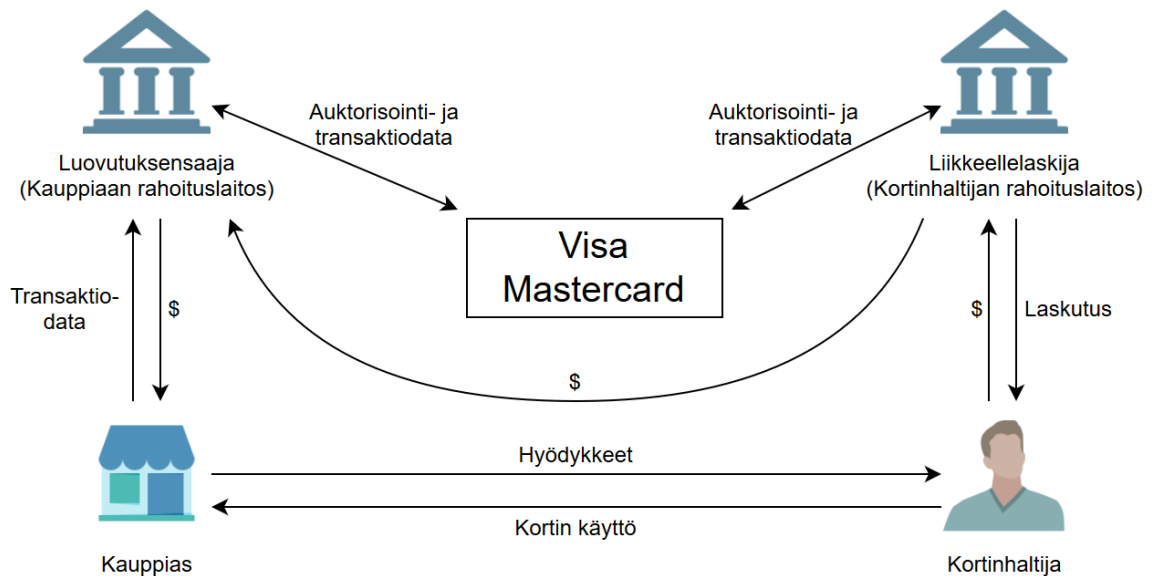 Auktorisointi- ja
transaktiodata
Auktorisointi- ja
transaktiodata
Luovutuksensaaja
(Kauppiaan rahoituslaitos)
Liikkeellelaskija
(Kortinhaltijan rahoituslaitos)
Visa
Mastercard
Transaktio-
data
$
$
Laskutus
$
Hyödykkeet
Kortin käyttö
Kauppias
Kortinhaltija